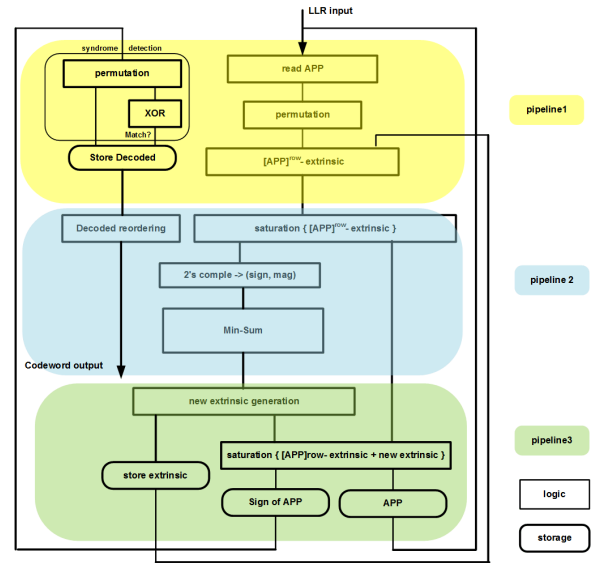 LLR input
syndrome detection
permutation
read APP
pipeline1
XOR
permutation
Match?
Store Decoded
[APP]row- extrinsic
Decoded reordering
saturation { [APP]row- extrinsic }
2's comple -> (sign, mag)
pipeline 2
Min-Sum
Codeword output
new extrinsic generation
pipeline3
saturation { [APP]row- extrinsic + new extrinsic }
store extrinsic
Sign of APP
APP
logic
storage